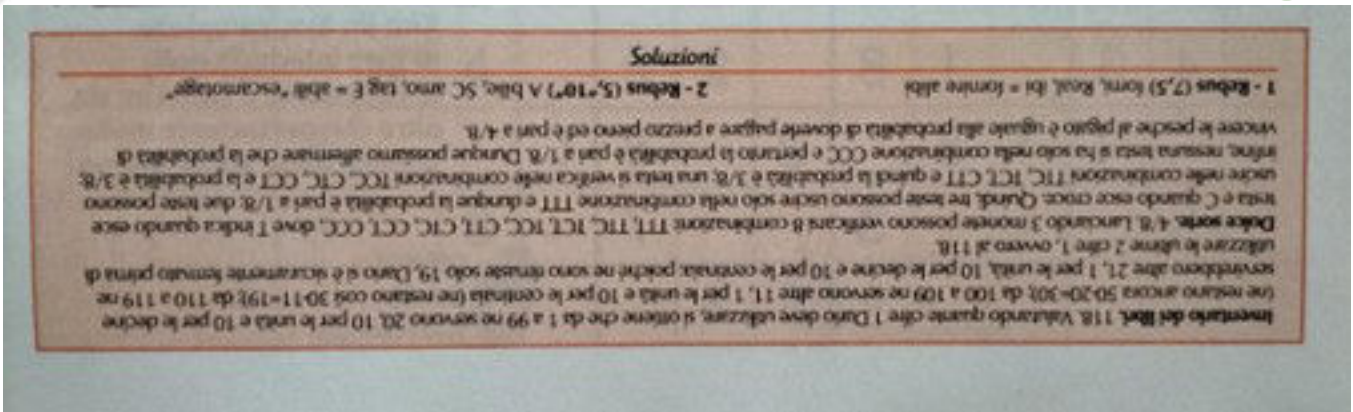 Soluzioni
Inventario dei libri. 118. Valutando quante cifre 1 Dario deve utilizzare, si ottiene che da 1 a 99 ne servono 20, 10 per le unità e 10 per le decine
(ne restano ancora 50-20=30); da 100 a 109 ne servono altre 11, 1 per le unità e 10 per le centinaia (ne restano così 30-11=19); da 110 a 119 ne
servirebbero altre 21, 1 per le unità, 10 per le decine e 10 per le centinaia: poiché ne sono rimaste solo 19, Dario si è sicuramente fermato prima di
utilizzare le ultime 2 cifre 1, ovvero al 118.
Dolce sorte. 4/8. Lanciando 3 monete possono verificarsi 8 combinazioni: TTT, TTC, TCT, TCC, CTT, CTC, CCT, CCC, dove T indica quando esce
testa e C quando esce croce. Quindi, tre teste possono uscire solo nella combinazione TTT e dunque la probabilità è pari a 1/8; due teste possono
uscire nelle combinazioni TTC, TCT, CTT e quindi la probabilità è 3/8; una testa si verifica nelle combinazioni TCC, CTC, CCT e la probabilità è 3/8;
infine, nessuna testa si ha solo nella combinazione CCC e pertanto la probabilità è pari a 1/8. Dunque possiamo affermare che la probabilità di
vincere le pesche al pigato è uguale alla probabilità di doverle pagare a prezzo pieno ed è pari a 4/8.
1 - Rebus (7,5) forni, Real, ibi = fornire alibi
2 - Rebus (5,"10") A bile, SC amo, tag E = abili "escamotage"